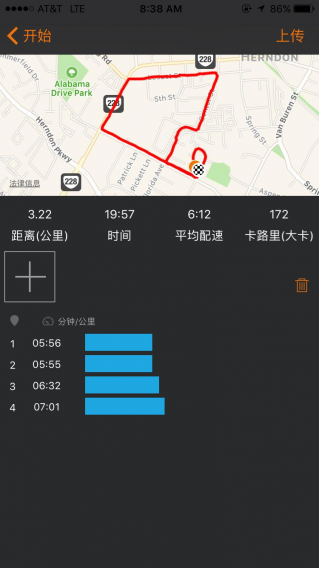 AT&T LTE 8:38 AM 86%
开始 上传
HERNDON
228
Locust St
Alabama
Drive Park
5th St
228
Van Buren St
Spring St
Herndon Pkwy
Patrick Ln
Pickett Ln
Florida Ave
法律信息
228
Spring
3.22 19:57 6:12 172
距离(公里) 时间 平均配速 卡路里(大卡)
分钟/公里
1 05:56
2 05:55
3 06:32
4 07:01